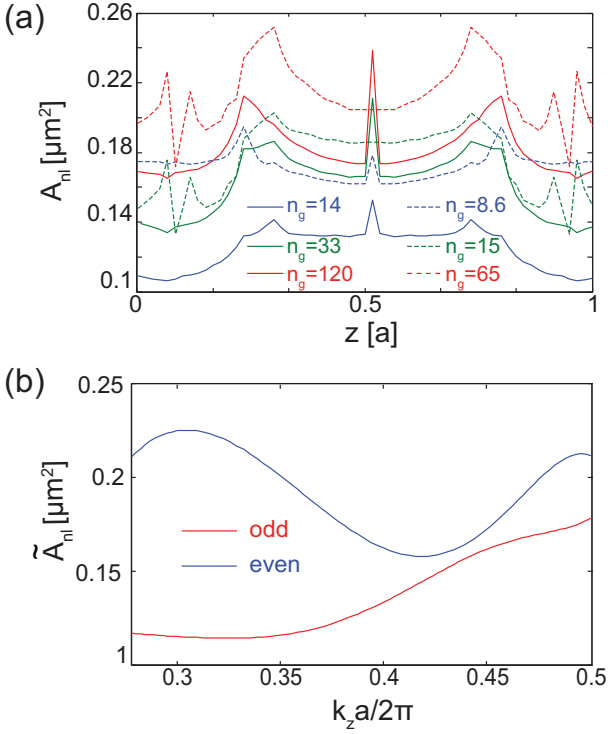 (a)
0.26
0.22
0.18
0.14
0.1
A_nl [μm²]
n_g=14
n_g=8.6
n_g=33
n_g=15
n_g=120
n_g=65
0
0.5
1
z [a]
(b)
0.25
0.2
0.15
1
Ã_nl [μm²]
odd
even
0.3
0.35
0.4
0.45
0.5
k_z a/2π